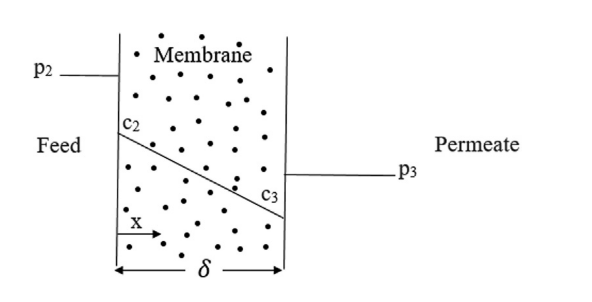 Membrane
p2
c2
Feed
Permeate
p3
c3
x
δ